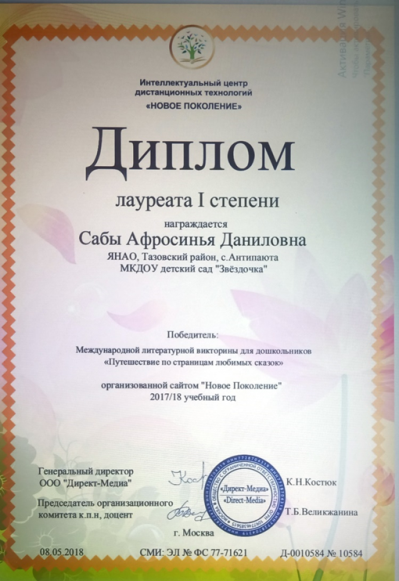 Интеллектуальный центр
дистанционных технологий
«НОВОЕ ПОКОЛЕНИЕ»
Диплом
лауреата I степени
награждается
Сабы Афросинья Даниловна
ЯНАО, Тазовский район, с.Антипаюта
МКДОУ детский сад "Звёздочка"
Победитель:
Международной литературной викторины для дошкольников
«Путешествие по страницам любимых сказою»
организованной сайтом "Новое Поколение"
2017/18 учебный год
Генеральный директор
ООО "Директ-Медиа"
К.Н.Костюк
«Директ-Медиа»
«Direct-Media»
Председатель организационного
комитета к.п.н, доцент
Т.Б.Великжанина
г. Москва
08.05.2018 СМИ: ЭЛ № ФС 77-71621 Д-0010584 № 10584